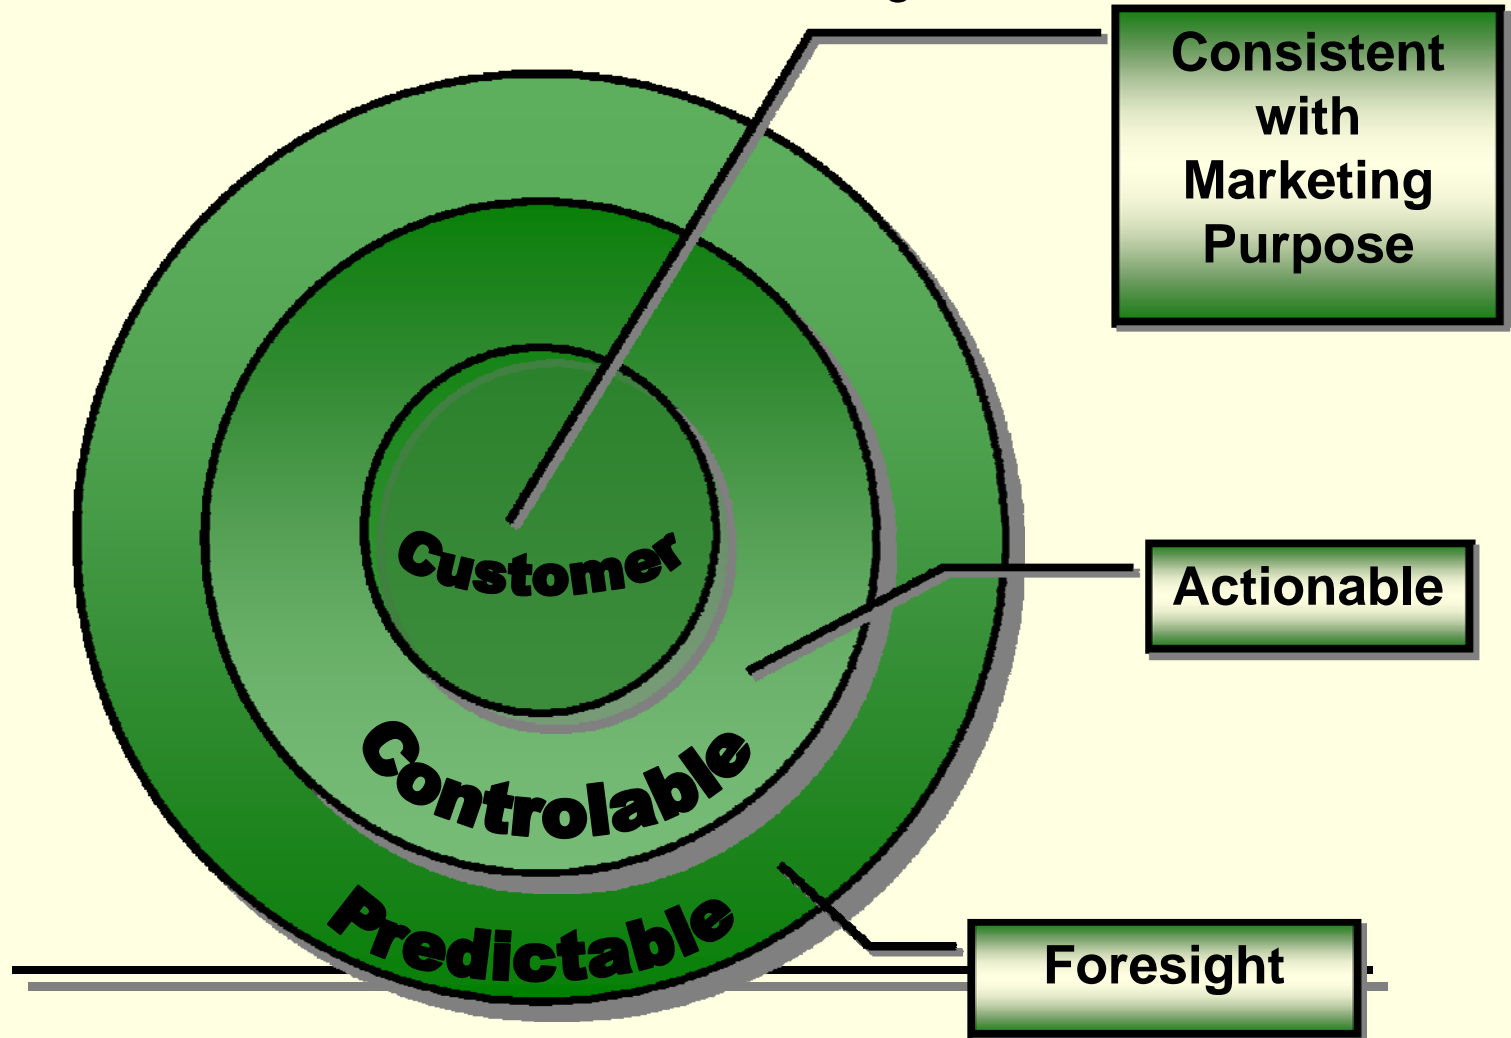 Consistent
with
Marketing
Purpose
Customer
Actionable
Controlable
Predictable
Foresight